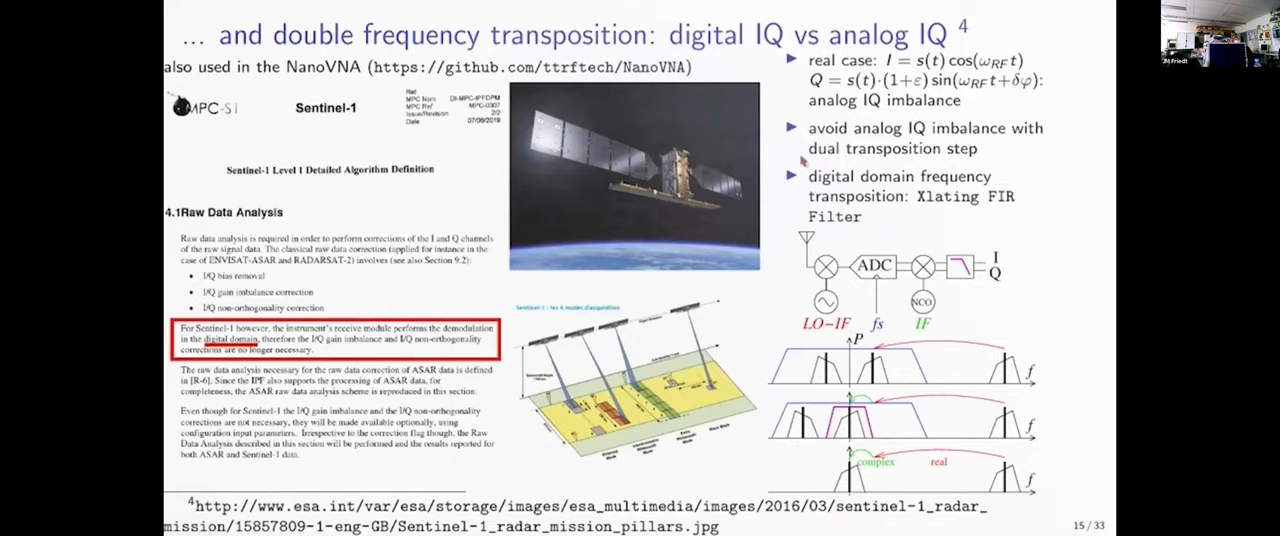 ... and double frequency transposition: digital IQ vs analog IQ 4
also used in the NanoVNA (https://github.com/ttrftech/NanoVNA)
MPC-S1
Sentinel-1
Ref
MPC Nom DI-MPC-IPFDPM
MPC Ref MPC-0307
Issue/Revision 2/2
Date 07/06/2019
Sentinel-1 Level 1 Detailed Algorithm Definition
4.1Raw Data Analysis
Raw data analysis is required in order to perform corrections of the I and Q channels
of the raw signal data. The classical raw data correction (applied for instance in the
case of ENVISAT-ASAR and RADARSAT-2) involves (see also Section 9.2):
• I/Q bias removal
• I/Q gain imbalance correction
• I/Q non-orthogonality correction
For Sentinel-1 however, the instrument's receive module performs the demodulation
in the digital domain, therefore the I/Q gain imbalance and I/Q non-orthogonality
corrections are no longer necessary.
The raw data analysis necessary for the raw data correction of ASAR data is defined
in [R-6]. Since the IPF also supports the processing of ASAR data, for
completeness, the ASAR raw data analysis scheme is reproduced in this section.
Even though for Sentinel-1 the I/Q gain imbalance and the I/Q non-orthogonality
corrections are not necessary, they will be made available optionally, using
configuration input parameters. Irrespective to the correction flag though, the Raw
Data Analysis described in this section will be performed and the results reported for
both ASAR and Sentinel-1 data.
Sentinel-1 : les 4 modes d'acquisition
real case: I = s(t) cos(ω_RF t)
Q = s(t)·(1+ε) sin(ω_RF t+δφ):
analog IQ imbalance
avoid analog IQ imbalance with
dual transposition step
digital domain frequency
transposition: Xlating FIR
Filter
ADC
I
Q
NCO
LO-IF fs IF
P
f
f
complex real
f
4http://www.esa.int/var/esa/storage/images/esa_multimedia/images/2016/03/sentinel-1_radar_
mission/15857809-1-eng-GB/Sentinel-1_radar_mission_pillars.jpg
15 / 33
JM Friedt